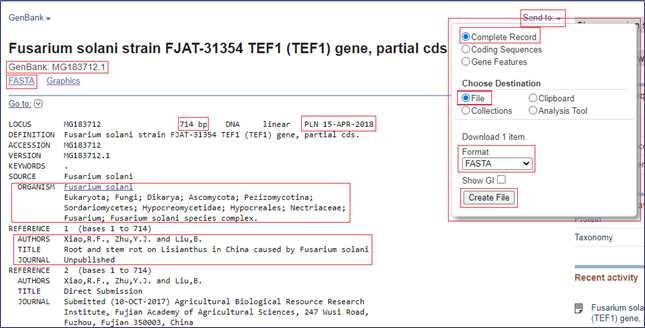 GenBank
Send to:
Fusarium solani strain FJAT-31354 TEF1 (TEF1) gene, partial cds
GenBank: MG183712.1
FASTA Graphics
Go to:
LOCUS MG183712 714 bp DNA linear PLN 15-APR-2018
DEFINITION Fusarium solani strain FJAT-31354 TEF1 (TEF1) gene, partial cds.
ACCESSION MG183712
VERSION MG183712.1
KEYWORDS .
SOURCE Fusarium solani
ORGANISM Fusarium solani
Eukaryota; Fungi; Dikarya; Ascomycota; Pezizomycotina;
Sordariomycetes; Hypocreomycetidae; Hypocreales; Nectriaceae;
Fusarium; Fusarium solani species complex.
REFERENCE 1 (bases 1 to 714)
AUTHORS Xiao,R.F., Zhu,Y.J. and Liu,B.
TITLE Root and stem rot on Lisianthus in China caused by Fusarium solani
JOURNAL Unpublished
REFERENCE 2 (bases 1 to 714)
AUTHORS Xiao,R.F., Zhu,Y.J. and Liu,B.
TITLE Direct Submission
JOURNAL Submitted (10-OCT-2017) Agricultural Biological Resource Research
Institute, Fujian Academy of Agricultural Sciences, 247 Wusi Road,
Fuzhou, Fujian 350003, China
Complete Record
Coding Sequences
Gene Features
Choose Destination
File Clipboard
Collections Analysis Tool
Download 1 item.
Format
FASTA
Show GI
Create File
Protein
Taxonomy
Recent activity
Fusarium solani
(TEF1) gene,